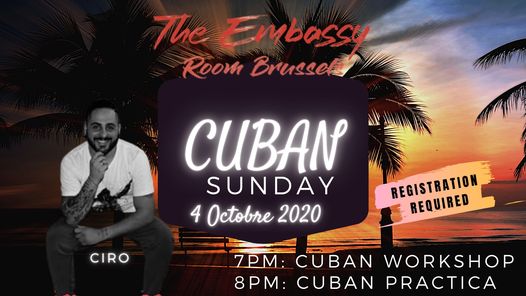 The Embassy
Room Brussels
CUBAN
SUNDAY
4 Octobre 2020
REGISTRATION
REQUIRED
CIRO
7PM: CUBAN WORKSHOP
8PM: CUBAN PRACTICA